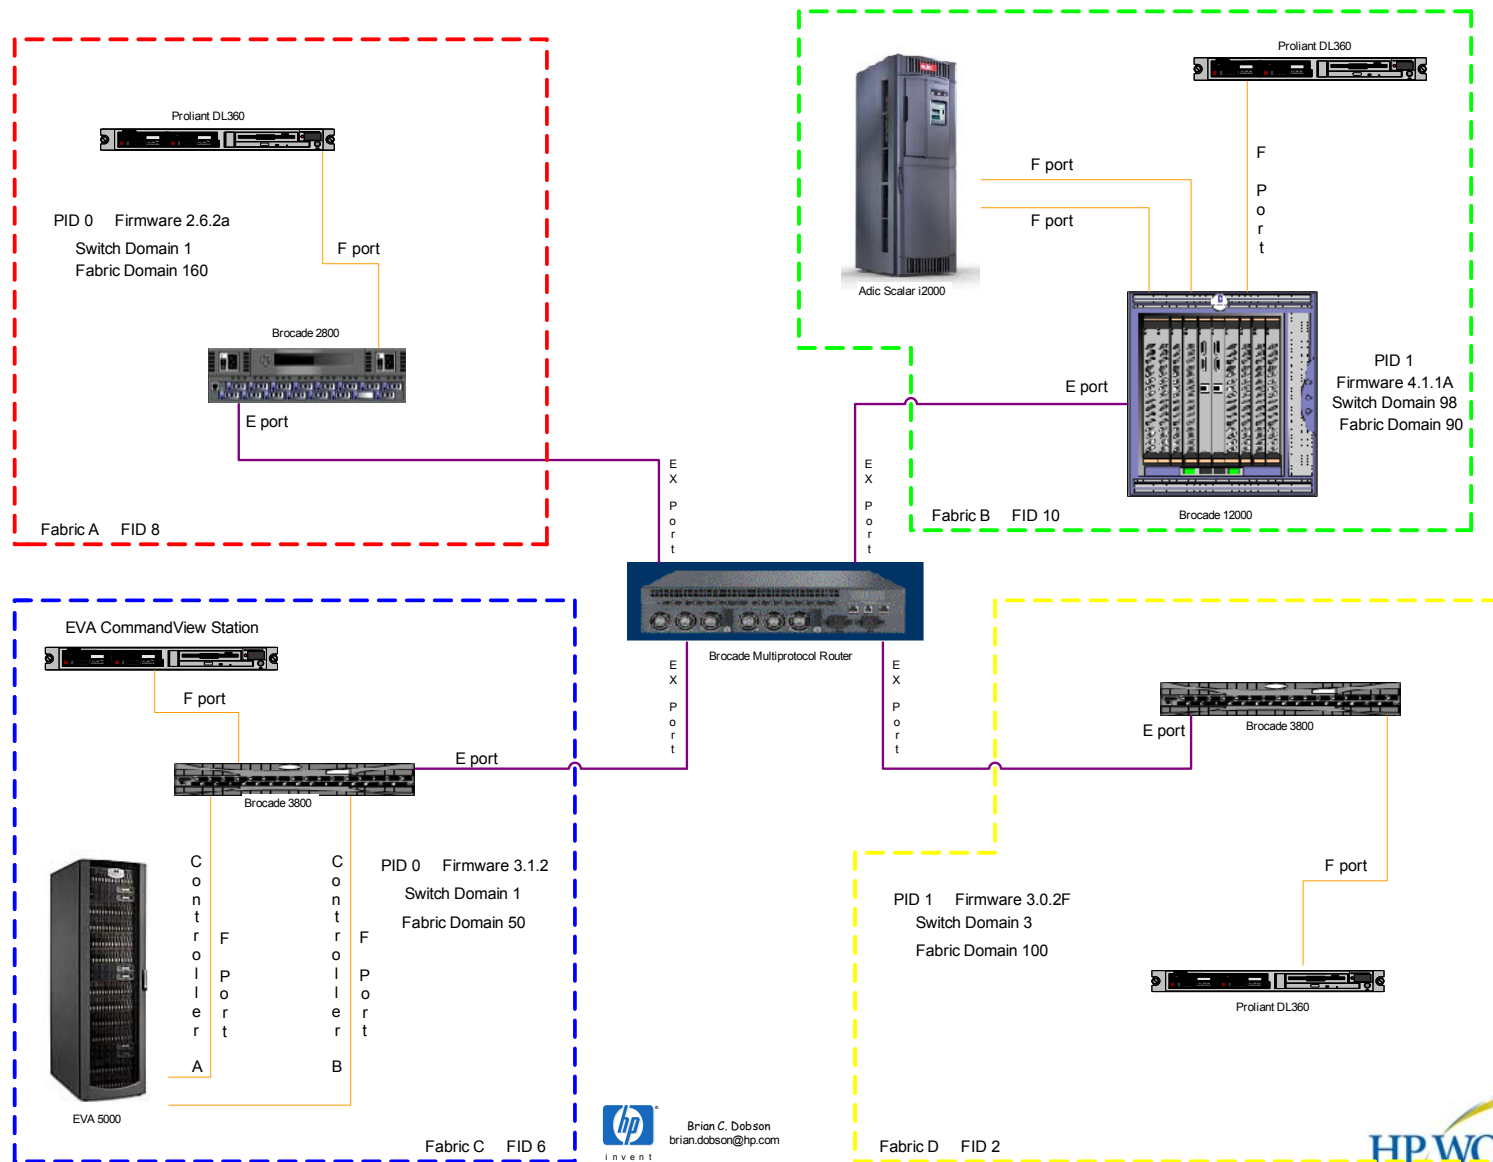 Proliant DL360
PID 0 Firmware 2.6.2a
Switch Domain 1
Fabric Domain 160
F port
Brocade 2800
E port
Fabric A FID 8
EX Port
Proliant DL360
F port
F port
F Port
Adic Scalar i2000
E port
PID 1
Firmware 4.1.1A
Switch Domain 98
Fabric Domain 90
Brocade 12000
Fabric B FID 10
EX Port
Brocade Multiprotocol Router
EVA CommandView Station
F port
E port
Brocade 3800
EX Port
Controller A
F Port
Controller B
F Port
PID 0 Firmware 3.1.2
Switch Domain 1
Fabric Domain 50
EVA 5000
Fabric C FID 6
EX Port
E port
Brocade 3800
F port
PID 1 Firmware 3.0.2F
Switch Domain 3
Fabric Domain 100
Proliant DL360
Fabric D FID 2
hp
invent
Brian C. Dobson
brian.dobson@hp.com